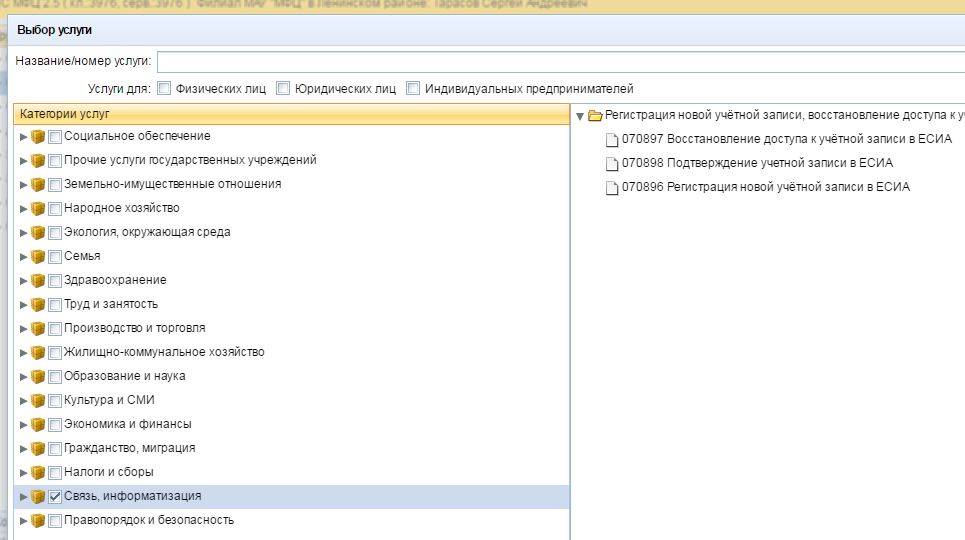 С МФЦ 2.5 ( кл.:3976, серв.:3976 ) Филиал МАУ "МФЦ" в Ленинском районе: Тарасов Сергей Андреевич
Выбор услуги
Название/номер услуги:
Услуги для: Физических лиц Юридических лиц Индивидуальных предпринимателей
Категории услуг
Социальное обеспечение
Прочие услуги государственных учреждений
Земельно-имущественные отношения
Народное хозяйство
Экология, окружающая среда
Семья
Здравоохранение
Труд и занятость
Производство и торговля
Жилищно-коммунальное хозяйство
Образование и наука
Культура и СМИ
Экономика и финансы
Гражданство, миграция
Налоги и сборы
Связь, информатизация
Правопорядок и безопасность
Регистрация новой учётной записи, восстановление доступа к у
070897 Восстановление доступа к учётной записи в ЕСИА
070898 Подтверждение учетной записи в ЕСИА
070896 Регистрация новой учётной записи в ЕСИА